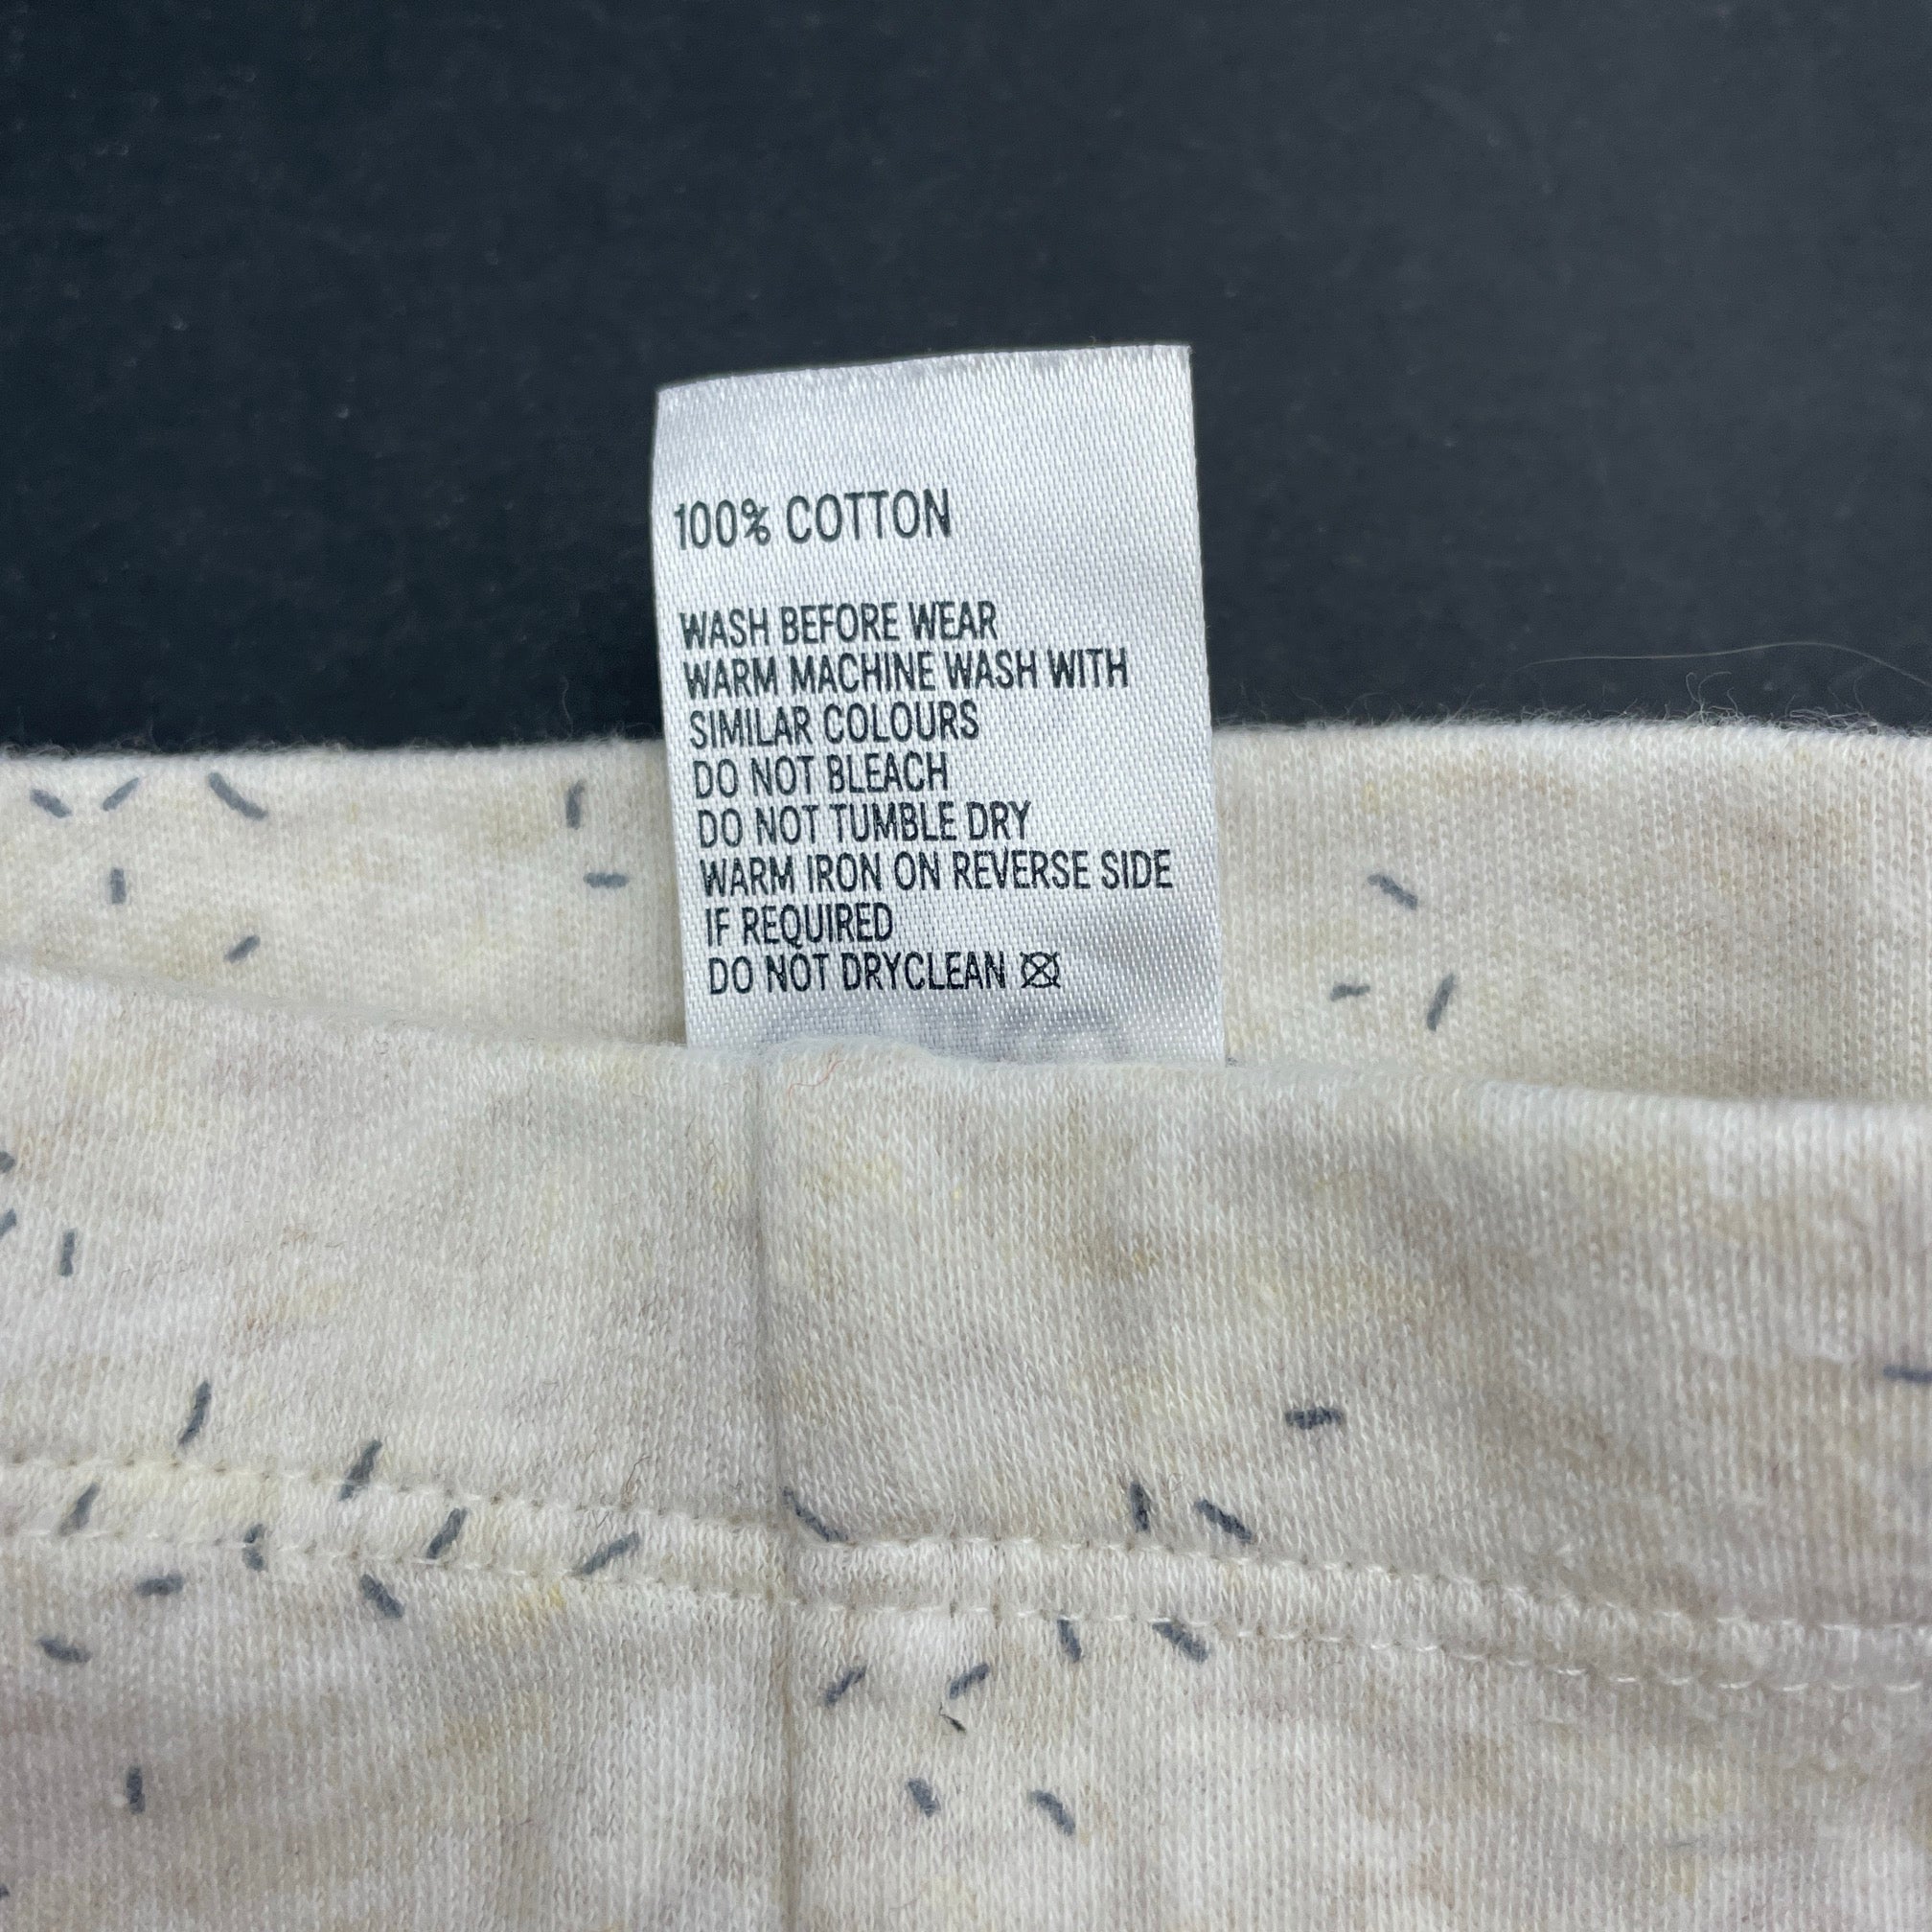 100% COTTON
WASH BEFORE WEAR
WARM MACHINE WASH WITH
SIMILAR COLOURS
DO NOT BLEACH
DO NOT TUMBLE DRY
WARM IRON ON REVERSE SIDE
IF REQUIRED
DO NOT DRYCLEAN